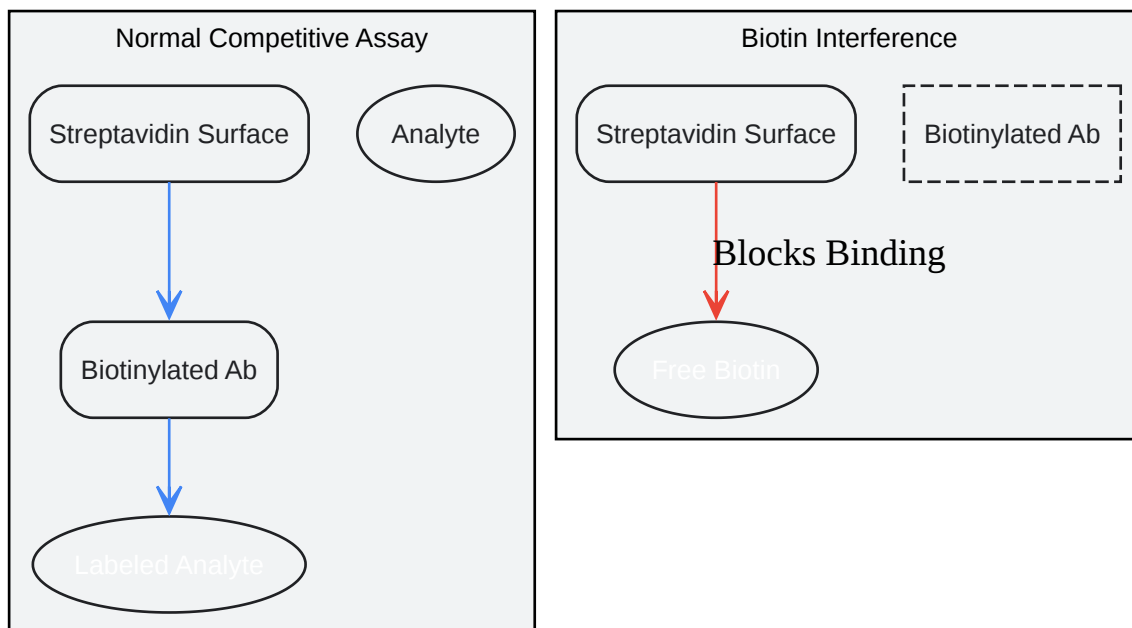 Normal Competitive Assay
Streptavidin Surface
Analyte
Biotinylated Ab
Labeled Analyte
Biotin Interference
Streptavidin Surface
Biotinylated Ab
Blocks Binding
Free Biotin